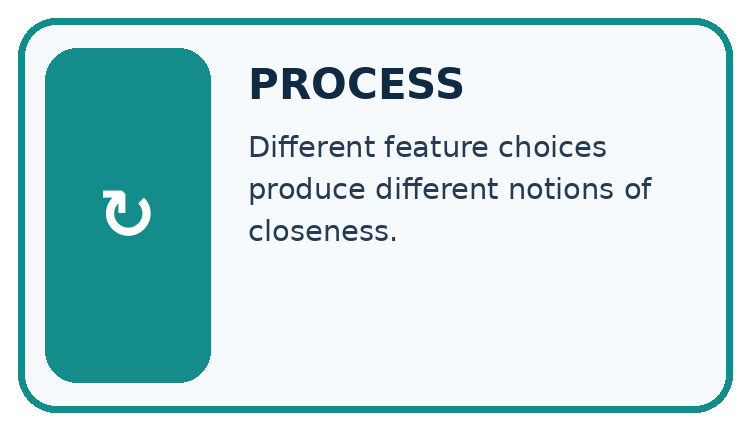 PROCESS
Different feature choices
produce different notions of
closeness.